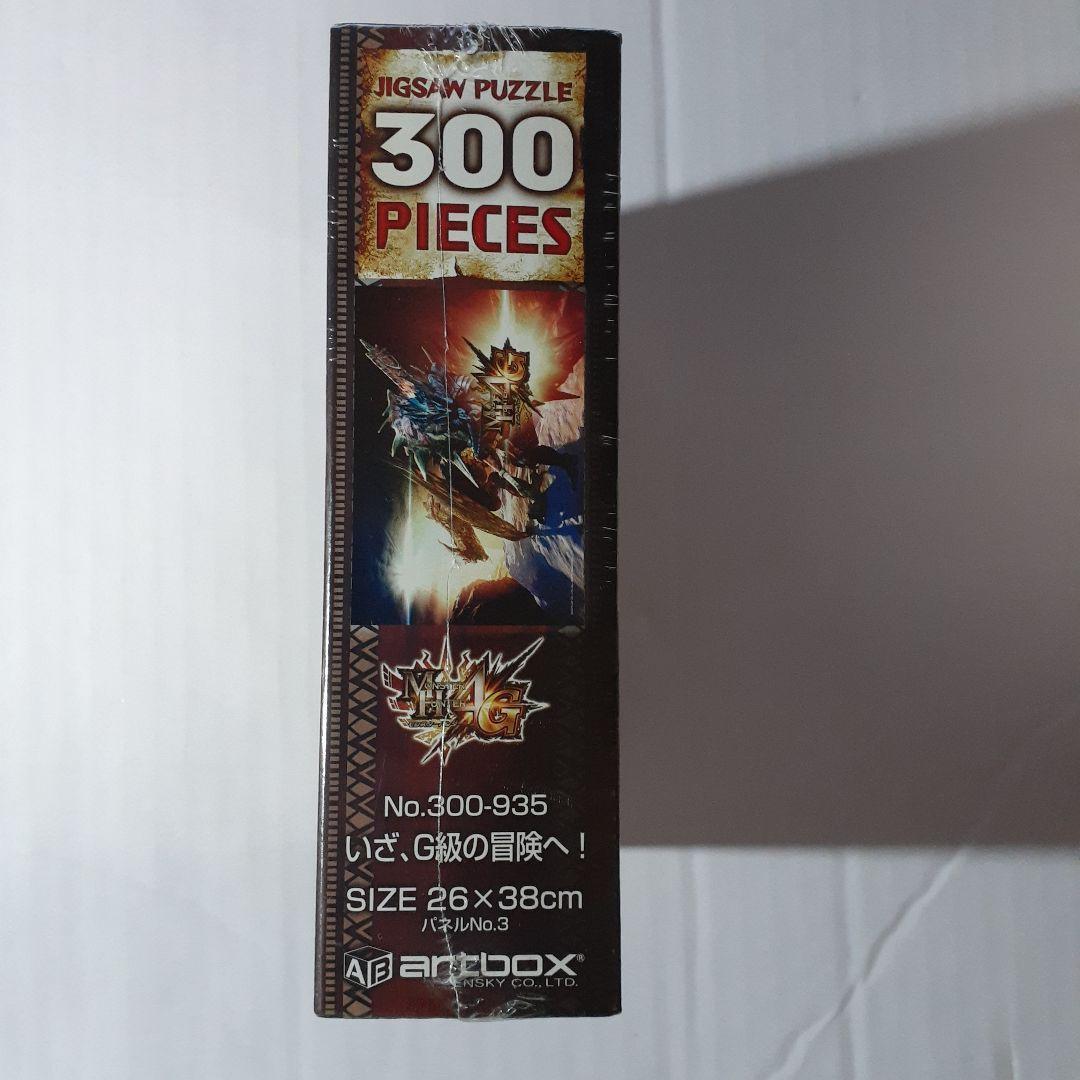 JIGSAW PUZZLE
300
PIECES
MH4G
MONSTER
HUNTER
4G
No.300-935
いざ、G級の冒険へ!
SIZE 26×38cm
パネルNo.3
AB artbox®
ENSKY CO., LTD.